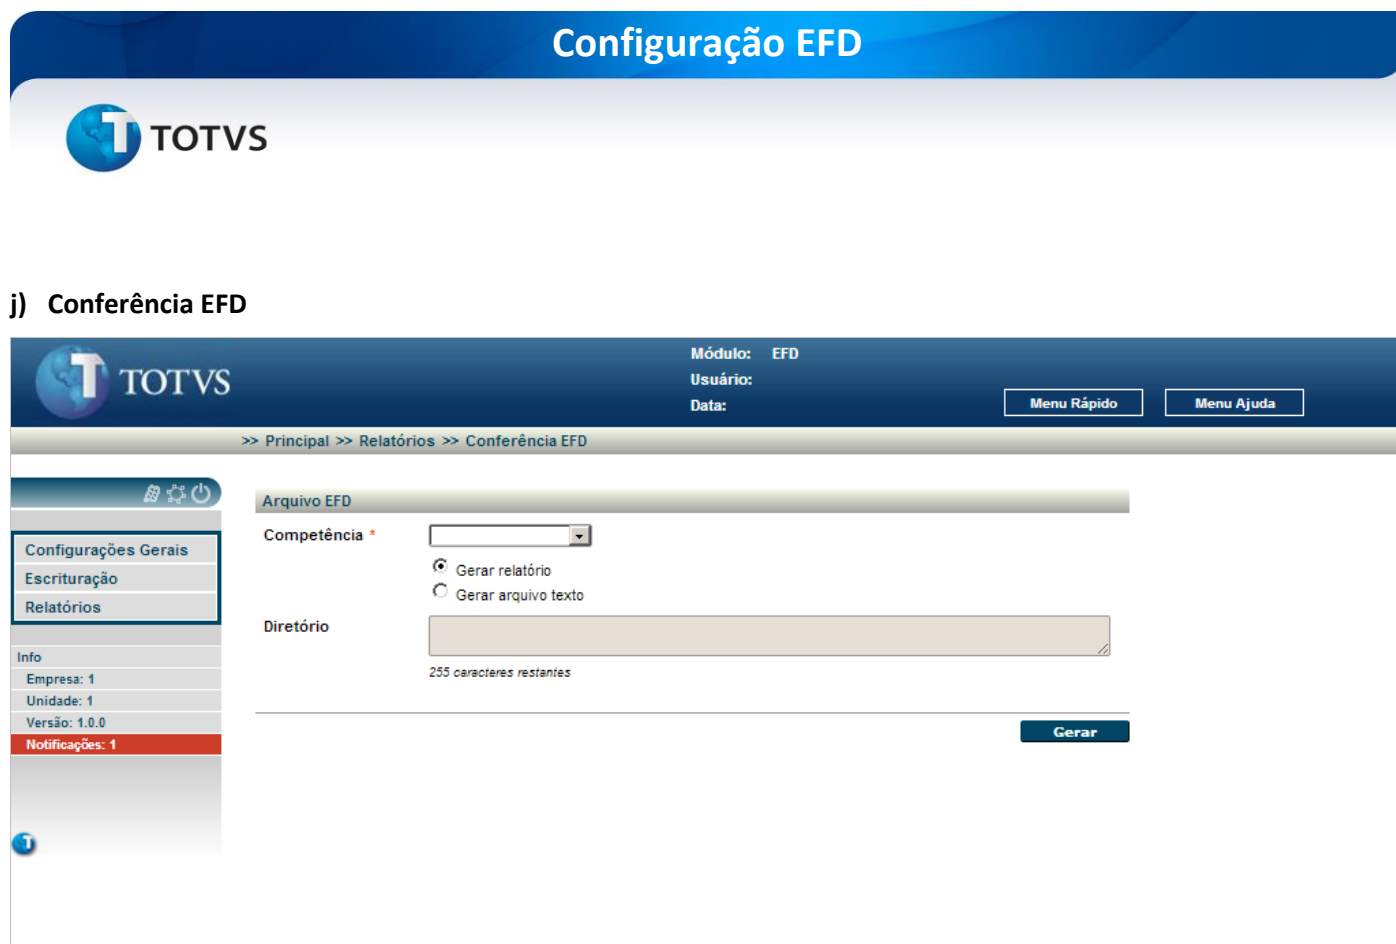 Configuração EFD
TOTVS
j) Conferência EFD
TOTVS
Módulo: EFD
Usuário:
Data:
Menu Rápido
Menu Ajuda
>> Principal >> Relatórios >> Conferência EFD
Arquivo EFD
Competência *
Gerar relatório
Gerar arquivo texto
Diretório
255 caracteres restantes
Gerar
Configurações Gerais
Escrituração
Relatórios
Info
Empresa: 1
Unidade: 1
Versão: 1.0.0
Notificações: 1